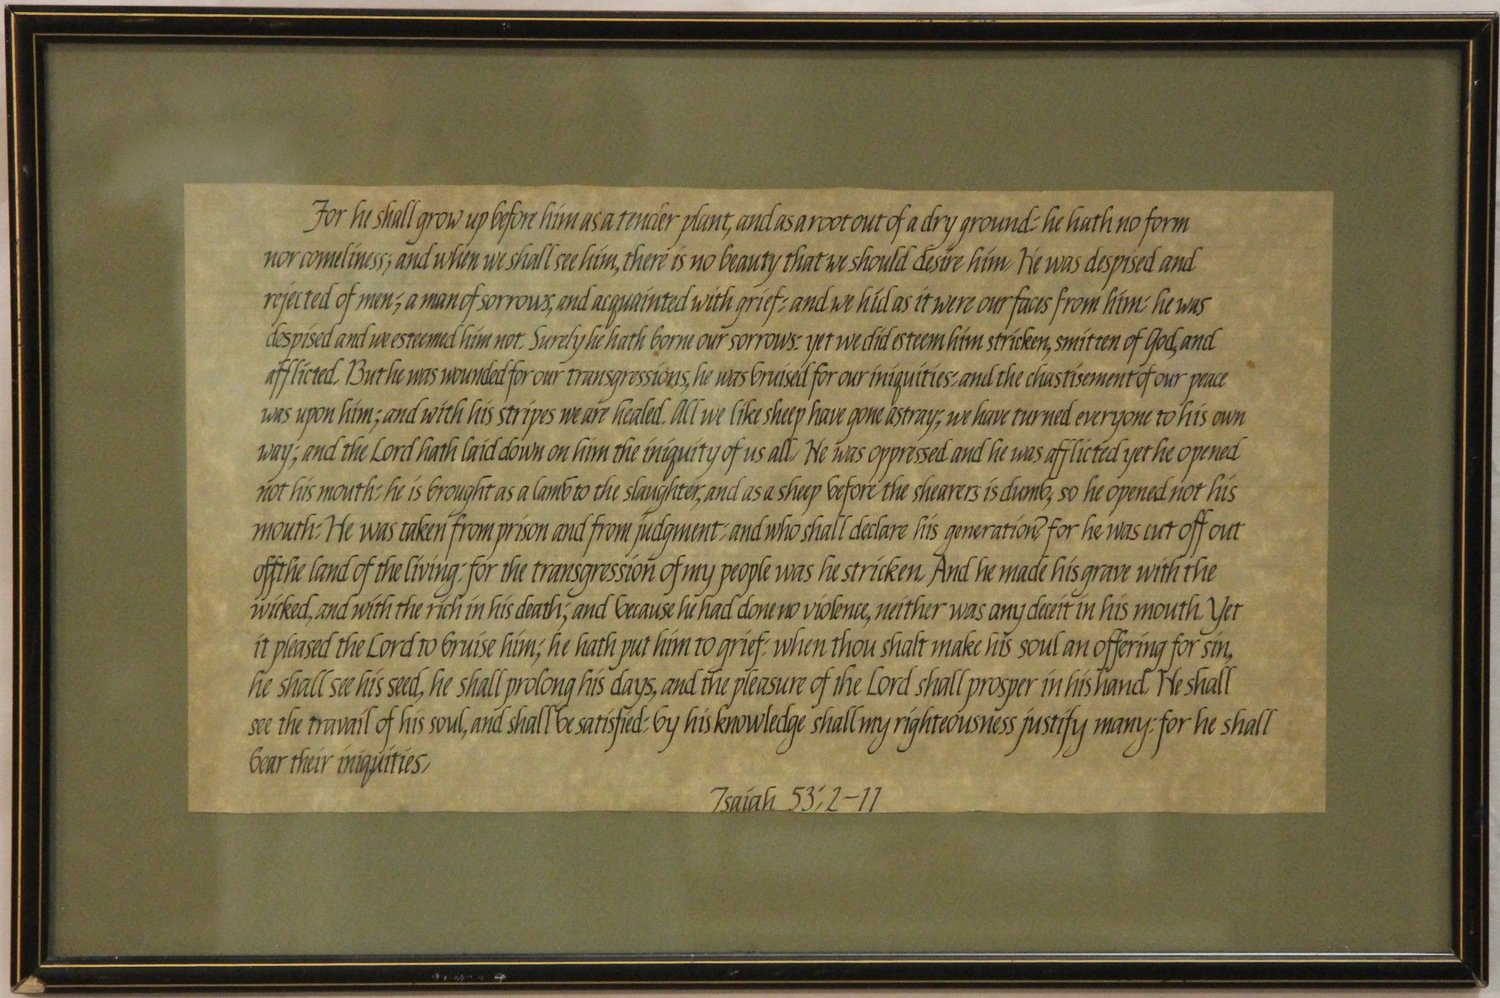 For he shall grow up before him as a tender plant, and as a root out of a dry ground: he hath no form
nor comeliness; and when we shall see him, there is no beauty that we should desire him. He was despised and
rejected of men; a man of sorrows, and acquainted with grief: and we hid as it were our faces from him: he was
despised and we esteemed him not. Surely he hath borne our sorrows: yet we did esteem him stricken, smitten of God, and
afflicted. But he was wounded for our transgressions, he was bruised for our iniquities: and the chastisement of our peace
was upon him; and with his stripes we are healed. All we like sheep have gone astray; we have turned everyone to his own
way; and the Lord hath laid down on him the iniquity of us all. He was oppressed and he was afflicted yet he opened
not his mouth: he is brought as a lamb to the slaughter, and as a sheep before the shearers is dumb, so he opened not his
mouth: He was taken from prison and from judgment: and who shall declare his generation? for he was cut off out
off the land of the living: for the transgression of my people was he stricken. And he made his grave with the
wicked, and with the rich in his death; and because he had done no violence, neither was any deceit in his mouth. Yet
it pleased the Lord to bruise him; he hath put him to grief: when thou shalt make his soul an offering for sin,
he shall see his seed, he shall prolong his days, and the pleasure of the Lord shall prosper in his hand. He shall
see the travail of his soul, and shall be satisfied: by his knowledge shall my righteousness justify many: for he shall
bear their iniquities.
Isaiah 53:2-11